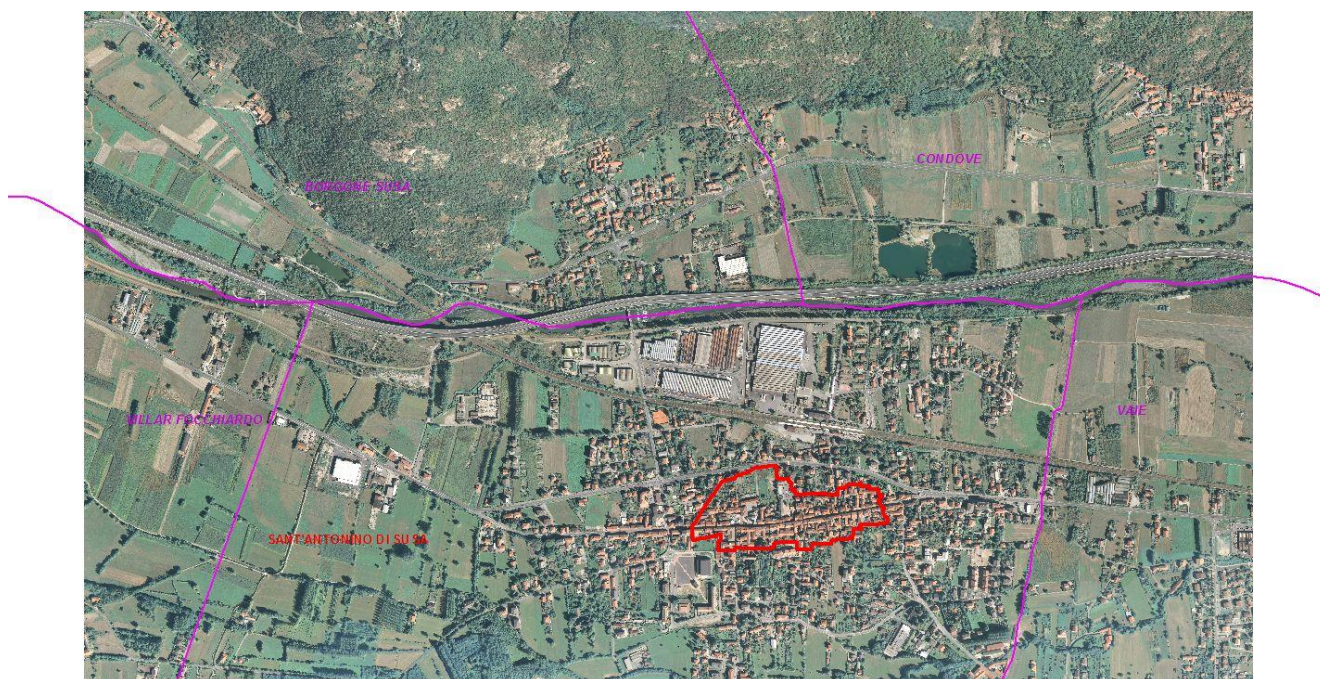 CONDOVE
BORGONE SUSA
VILLAR FOCCHIARDO
VAIE
SANT'ANTONINO DI SUSA